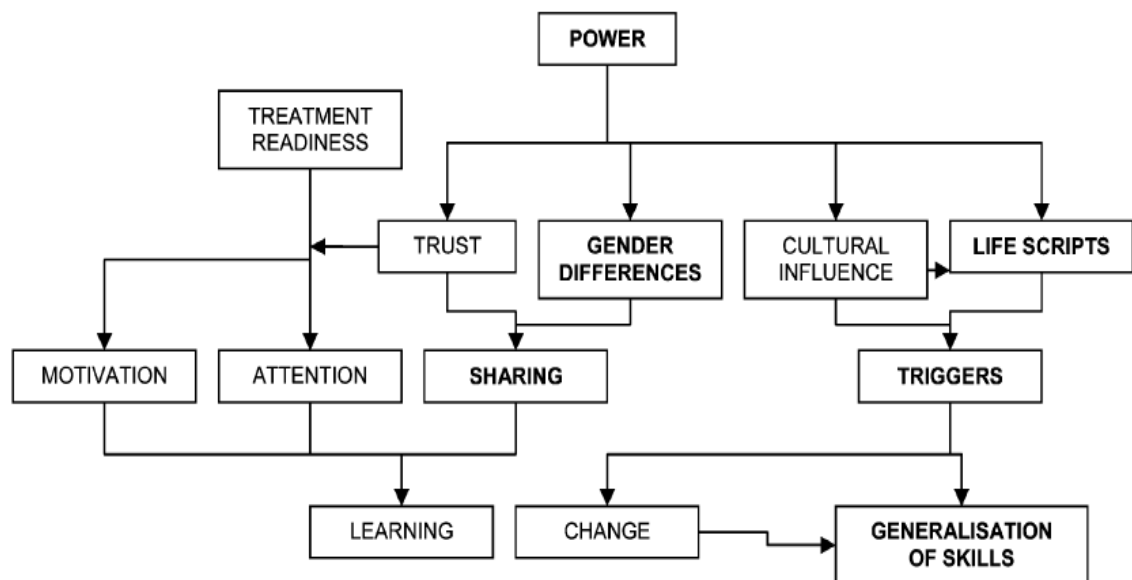 POWER
TREATMENT
READINESS
TRUST
GENDER
DIFFERENCES
CULTURAL
INFLUENCE
LIFE SCRIPTS
MOTIVATION
ATTENTION
SHARING
TRIGGERS
LEARNING
CHANGE
GENERALISATION
OF SKILLS